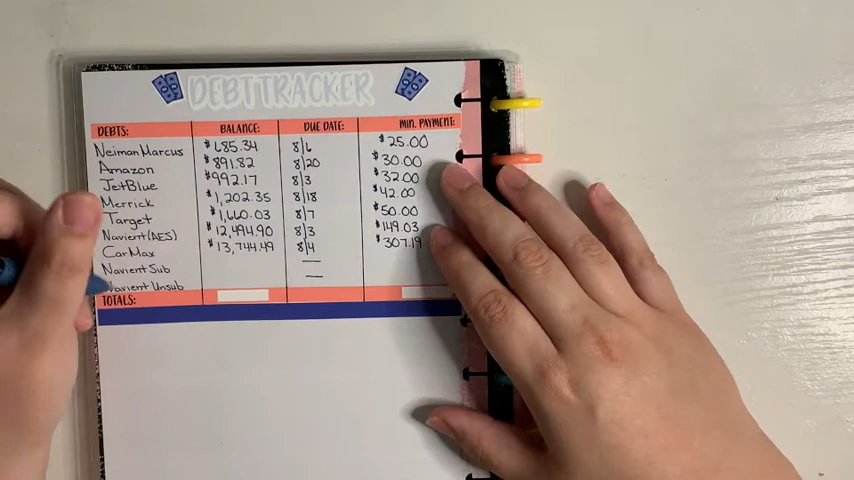 DEBT TRACKER
DEBTS: BALANCE: DUE DATE: MIN. PAYMENT:
Neiman Marcus $685.34 8/6 $25.00
Amazon $891.82 8/20 $30.00
JetBlue $992.17 8/3 $32.00
Merrick $1,202.35 8/18 $42.00
Target $1,660.03 8/7 $50.00
Navient (AES) $12,494.90 8/3 $149.03
CarMax $13,744.49 8/4 $307.19
Navient Sub —
Navient Unsub —
TOTALS: